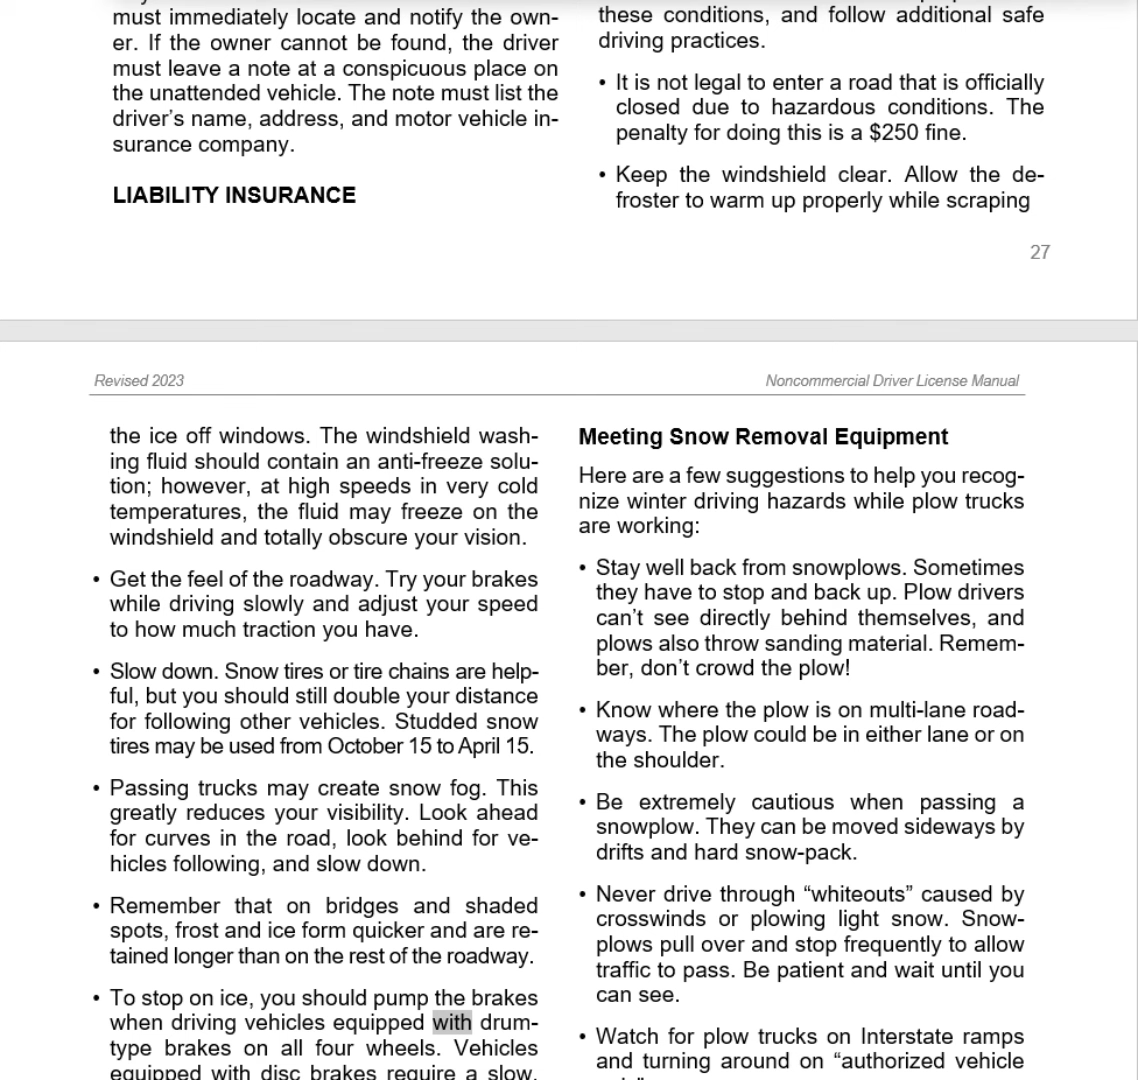 must immediately locate and notify the own-
er. If the owner cannot be found, the driver
must leave a note at a conspicuous place on
the unattended vehicle. The note must list the
driver's name, address, and motor vehicle in-
surance company.
LIABILITY INSURANCE
these conditions, and follow additional safe
driving practices.
• It is not legal to enter a road that is officially
closed due to hazardous conditions. The
penalty for doing this is a $250 fine.
• Keep the windshield clear. Allow the de-
froster to warm up properly while scraping
27
Revised 2023
Noncommercial Driver License Manual
the ice off windows. The windshield wash-
ing fluid should contain an anti-freeze solu-
tion; however, at high speeds in very cold
temperatures, the fluid may freeze on the
windshield and totally obscure your vision.
• Get the feel of the roadway. Try your brakes
while driving slowly and adjust your speed
to how much traction you have.
• Slow down. Snow tires or tire chains are help-
ful, but you should still double your distance
for following other vehicles. Studded snow
tires may be used from October 15 to April 15.
• Passing trucks may create snow fog. This
greatly reduces your visibility. Look ahead
for curves in the road, look behind for ve-
hicles following, and slow down.
• Remember that on bridges and shaded
spots, frost and ice form quicker and are re-
tained longer than on the rest of the roadway.
• To stop on ice, you should pump the brakes
when driving vehicles equipped with drum-
type brakes on all four wheels. Vehicles
equipped with disc brakes require a slow,
Meeting Snow Removal Equipment
Here are a few suggestions to help you recog-
nize winter driving hazards while plow trucks
are working:
• Stay well back from snowplows. Sometimes
they have to stop and back up. Plow drivers
can't see directly behind themselves, and
plows also throw sanding material. Remem-
ber, don't crowd the plow!
• Know where the plow is on multi-lane road-
ways. The plow could be in either lane or on
the shoulder.
• Be extremely cautious when passing a
snowplow. They can be moved sideways by
drifts and hard snow-pack.
• Never drive through "whiteouts" caused by
crosswinds or plowing light snow. Snow-
plows pull over and stop frequently to allow
traffic to pass. Be patient and wait until you
can see.
• Watch for plow trucks on Interstate ramps
and turning around on "authorized vehicle